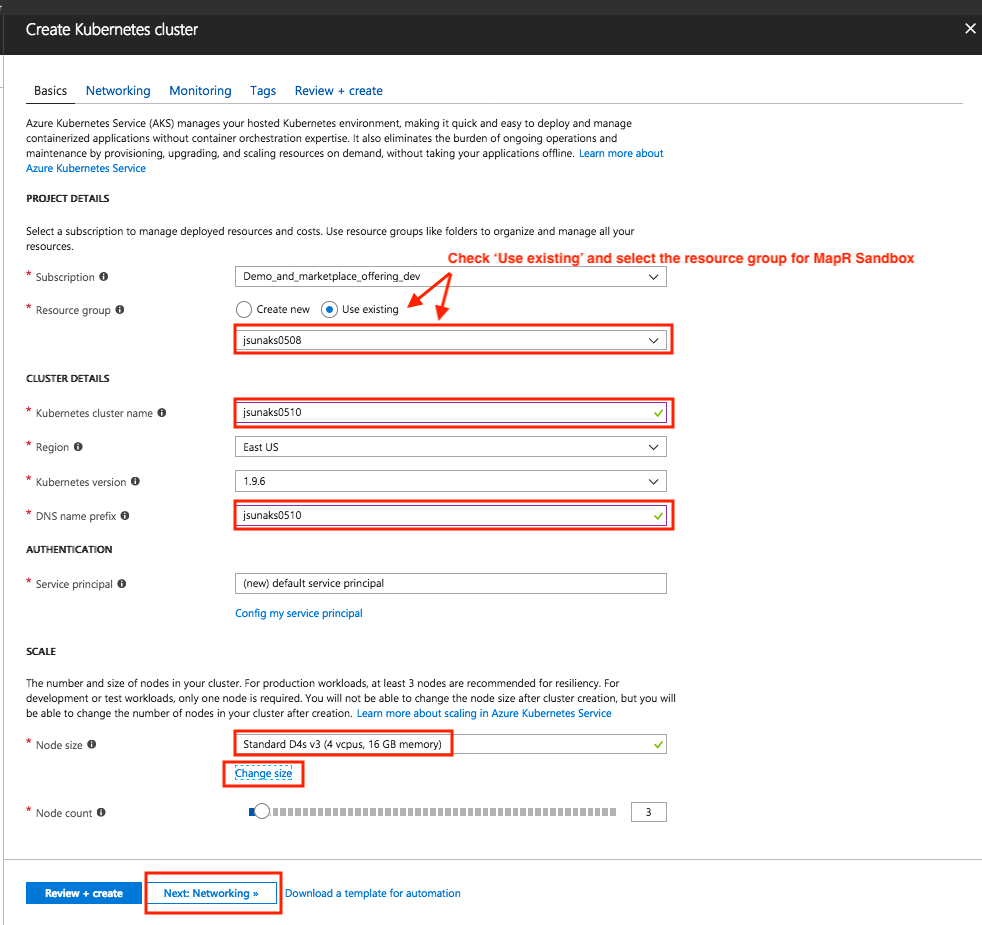 Create Kubernetes cluster
Basics Networking Monitoring Tags Review + create
Azure Kubernetes Service (AKS) manages your hosted Kubernetes environment, making it quick and easy to deploy and manage
containerized applications without container orchestration expertise. It also eliminates the burden of ongoing operations and
maintenance by provisioning, upgrading, and scaling resources on demand, without taking your applications offline. Learn more about
Azure Kubernetes Service
PROJECT DETAILS
Select a subscription to manage deployed resources and costs. Use resource groups like folders to organize and manage all your
resources.
Check ‘Use existing’ and select the resource group for MapR Sandbox
* Subscription Demo_and_marketplace_offering_dev
* Resource group Create new Use existing
jsunaks0508
CLUSTER DETAILS
* Kubernetes cluster name jsunaks0510
* Region East US
* Kubernetes version 1.9.6
* DNS name prefix jsunaks0510
AUTHENTICATION
* Service principal (new) default service principal
Config my service principal
SCALE
The number and size of nodes in your cluster. For production workloads, at least 3 nodes are recommended for resiliency. For
development or test workloads, only one node is required. You will not be able to change the node size after cluster creation, but you will
be able to change the number of nodes in your cluster after creation. Learn more about scaling in Azure Kubernetes Service
* Node size Standard D4s v3 (4 vcpus, 16 GB memory)
Change size
* Node count 3
Review + create Next: Networking » Download a template for automation